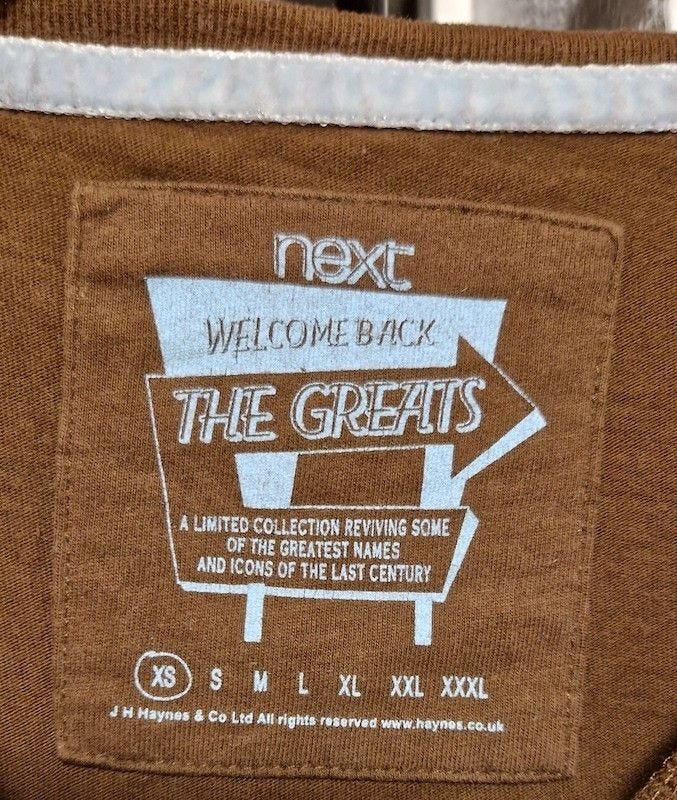 next
WELCOME BACK
THE GREATS
A LIMITED COLLECTION REVIVING SOME
OF THE GREATEST NAMES
AND ICONS OF THE LAST CENTURY
XS S M L XL XXL XXXL
J H Haynes & Co Ltd All rights reserved www.haynes.co.uk